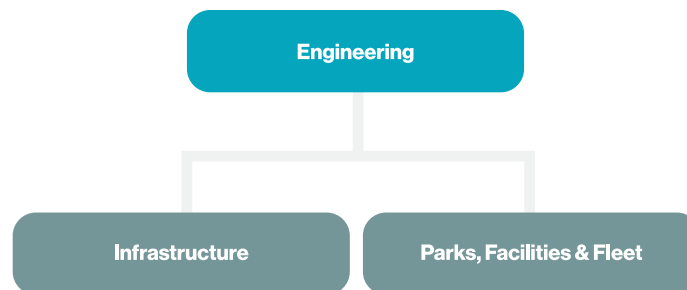 Engineering
Infrastructure
Parks, Facilities & Fleet